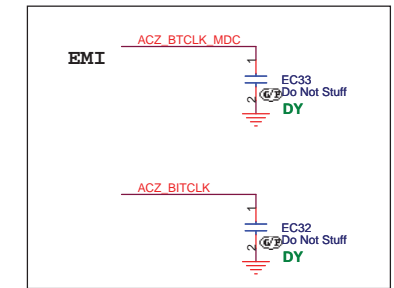 ACZ_BTCLK_MDC
EMI
1
EC33
2
G/P
Do Not Stuff
DY
ACZ_BITCLK
1
EC32
2
G/P
Do Not Stuff
DY